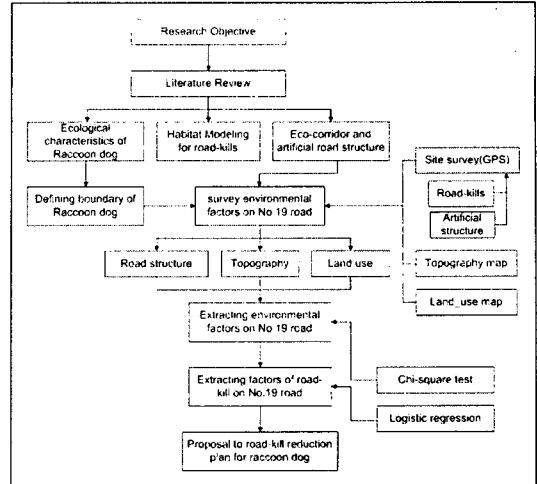 Research Objective
Literature Review
Ecological
characteristics of
Raccoon dog
Habitat Modeling
for road-kills
Eco-corridor and
artificial road structure
Site survey(GPS)
Road-kills
Artificial
structure
Defining boundary of
Raccoon dog
survey environmental
factors on No 19 road
Road structure
Topography
Land use
Topography map
Land_use map
Extracting environmental
factors on No 19 road
Chi-square test
Extracting factors of road-
kill on No.19 road
Logistic regression
Proposal to road-kill reduction
plan for raccoon dog